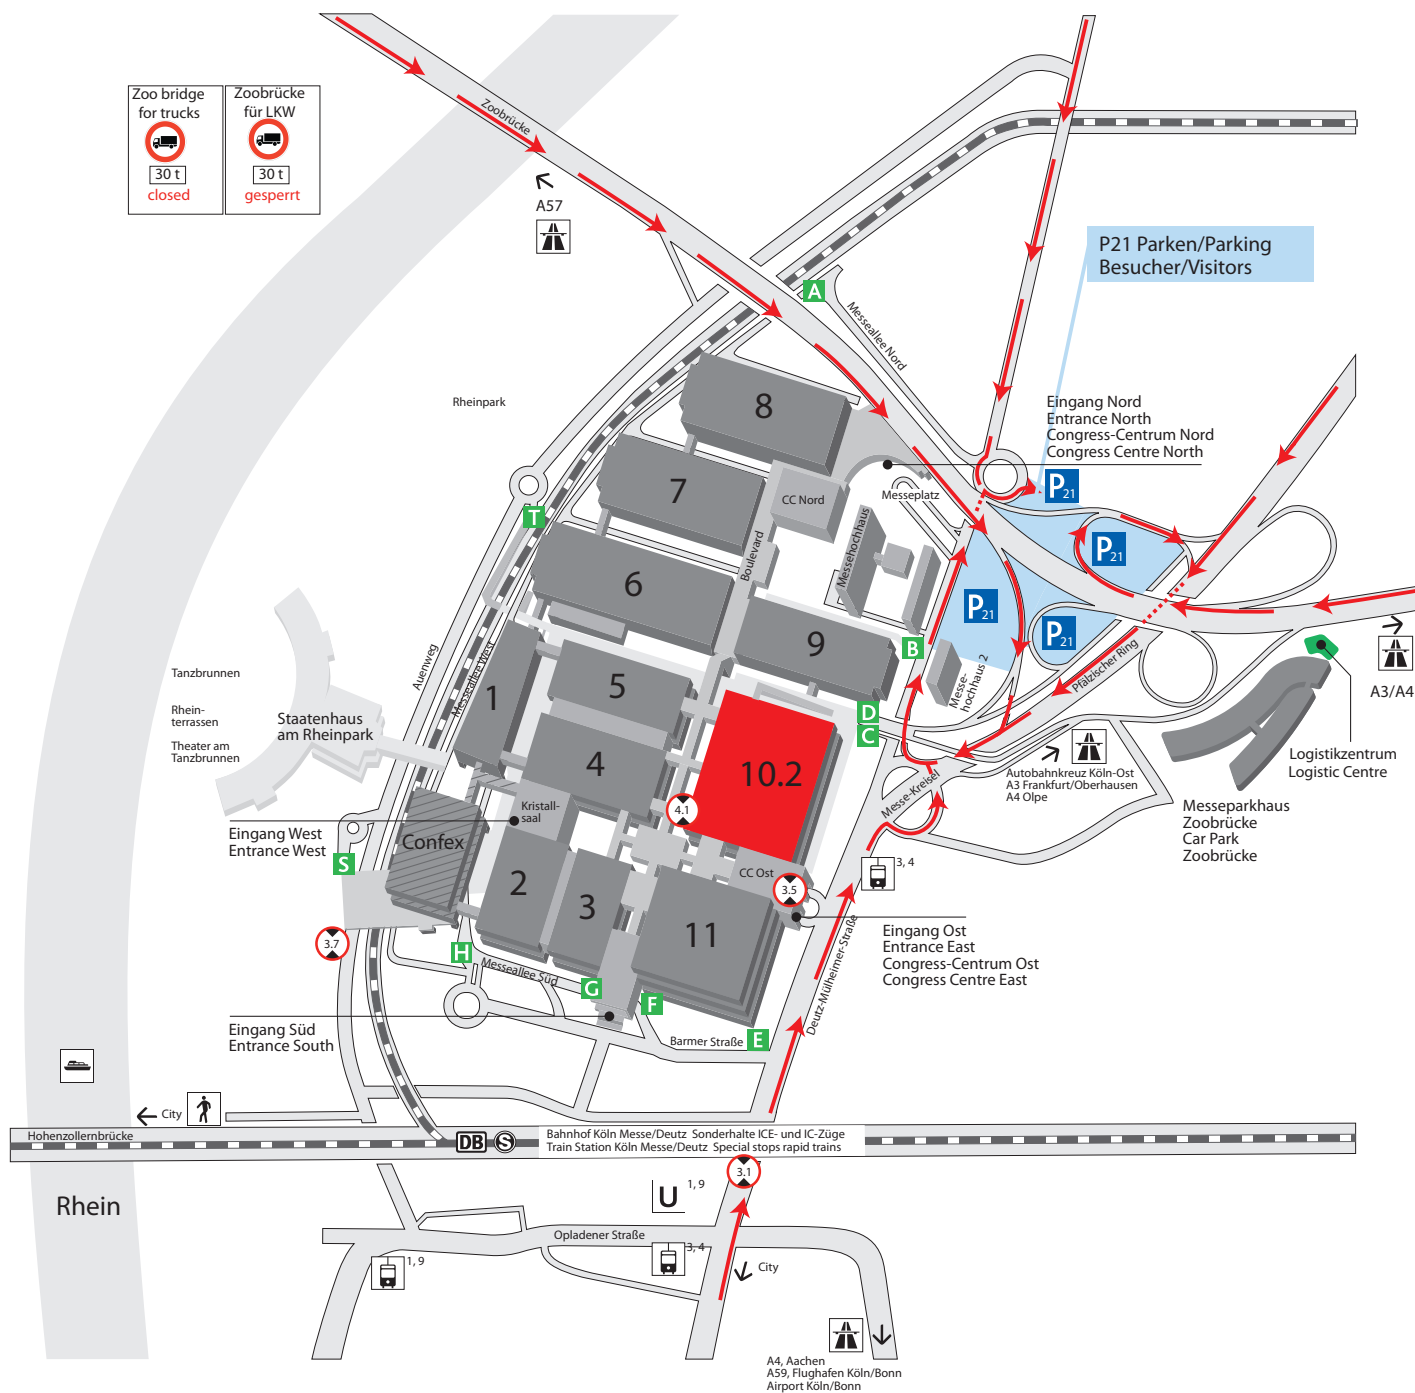 Zoo bridge
for trucks
30 t
closed
Zoobrücke
für LKW
30 t
gesperrt
Zoobrücke
A57
P21 Parken/Parking
Besucher/Visitors
A
Messeallee Nord
Rheinpark
8
Eingang Nord
Entrance North
Congress-Centrum Nord
Congress Centre North
7
CC Nord
Messeplatz
P21
T
Boulevard
Messehochhaus
P21
6
P21
P21
9
B
Pfälzischer Ring
A3/A4
Auenweg
Messeallee West
Tanzbrunnen
Rhein-
terrassen
Theater am
Tanzbrunnen
Staatenhaus
am Rheinpark
1
5
Messe-
hochhaus 2
D
C
4
10.2
Autobahnkreuz Köln-Ost
A3 Frankfurt/Oberhausen
A4 Olpe
Logistikzentrum
Logistic Centre
Messe-Kreisel
Messeparkhaus
Zoobrücke
Car Park
Zoobrücke
Kristall-
saal
4.1
Eingang West
Entrance West
Confex
S
2
3
CC Ost
3.5
3, 4
11
Eingang Ost
Entrance East
Congress-Centrum Ost
Congress Centre East
3.7
H
Messeallee Süd
G
F
E
Deutz-Mülheimer-Straße
Eingang Süd
Entrance South
Barmer Straße
City
Hohenzollernbrücke
DB
S
Bahnhof Köln Messe/Deutz Sonderhalte ICE- und IC-Züge
Train Station Köln Messe/Deutz Special stops rapid trains
3.1
Rhein
U
1, 9
Opladener Straße
1, 9
3, 4
City
A4, Aachen
A59, Flughafen Köln/Bonn
Airport Köln/Bonn